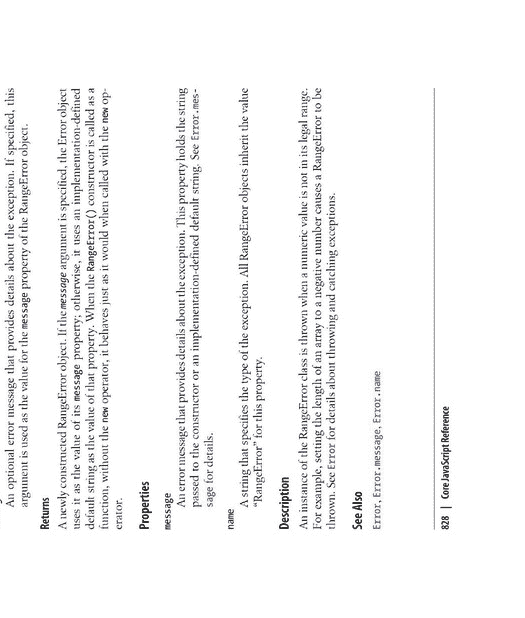 An optional error message that provides details about the exception. If specified, this
argument is used as the value for the message property of the RangeError object.
Returns
A newly constructed RangeError object. If the message argument is specified, the Error object
uses it as the value of its message property; otherwise, it uses an implementation-defined
default string as the value of that property. When the RangeError() constructor is called as a
function, without the new operator, it behaves just as it would when called with the new op-
erator.
Properties
message
An error message that provides details about the exception. This property holds the string
passed to the constructor or an implementation-defined default string. See Error.mes-
sage for details.
name
A string that specifies the type of the exception. All RangeError objects inherit the value
“RangeError” for this property.
Description
An instance of the RangeError class is thrown when a numeric value is not in its legal range.
For example, setting the length of an array to a negative number causes a RangeError to be
thrown. See Error for details about throwing and catching exceptions.
See Also
Error, Error.message, Error.name
828 | Core JavaScript Reference